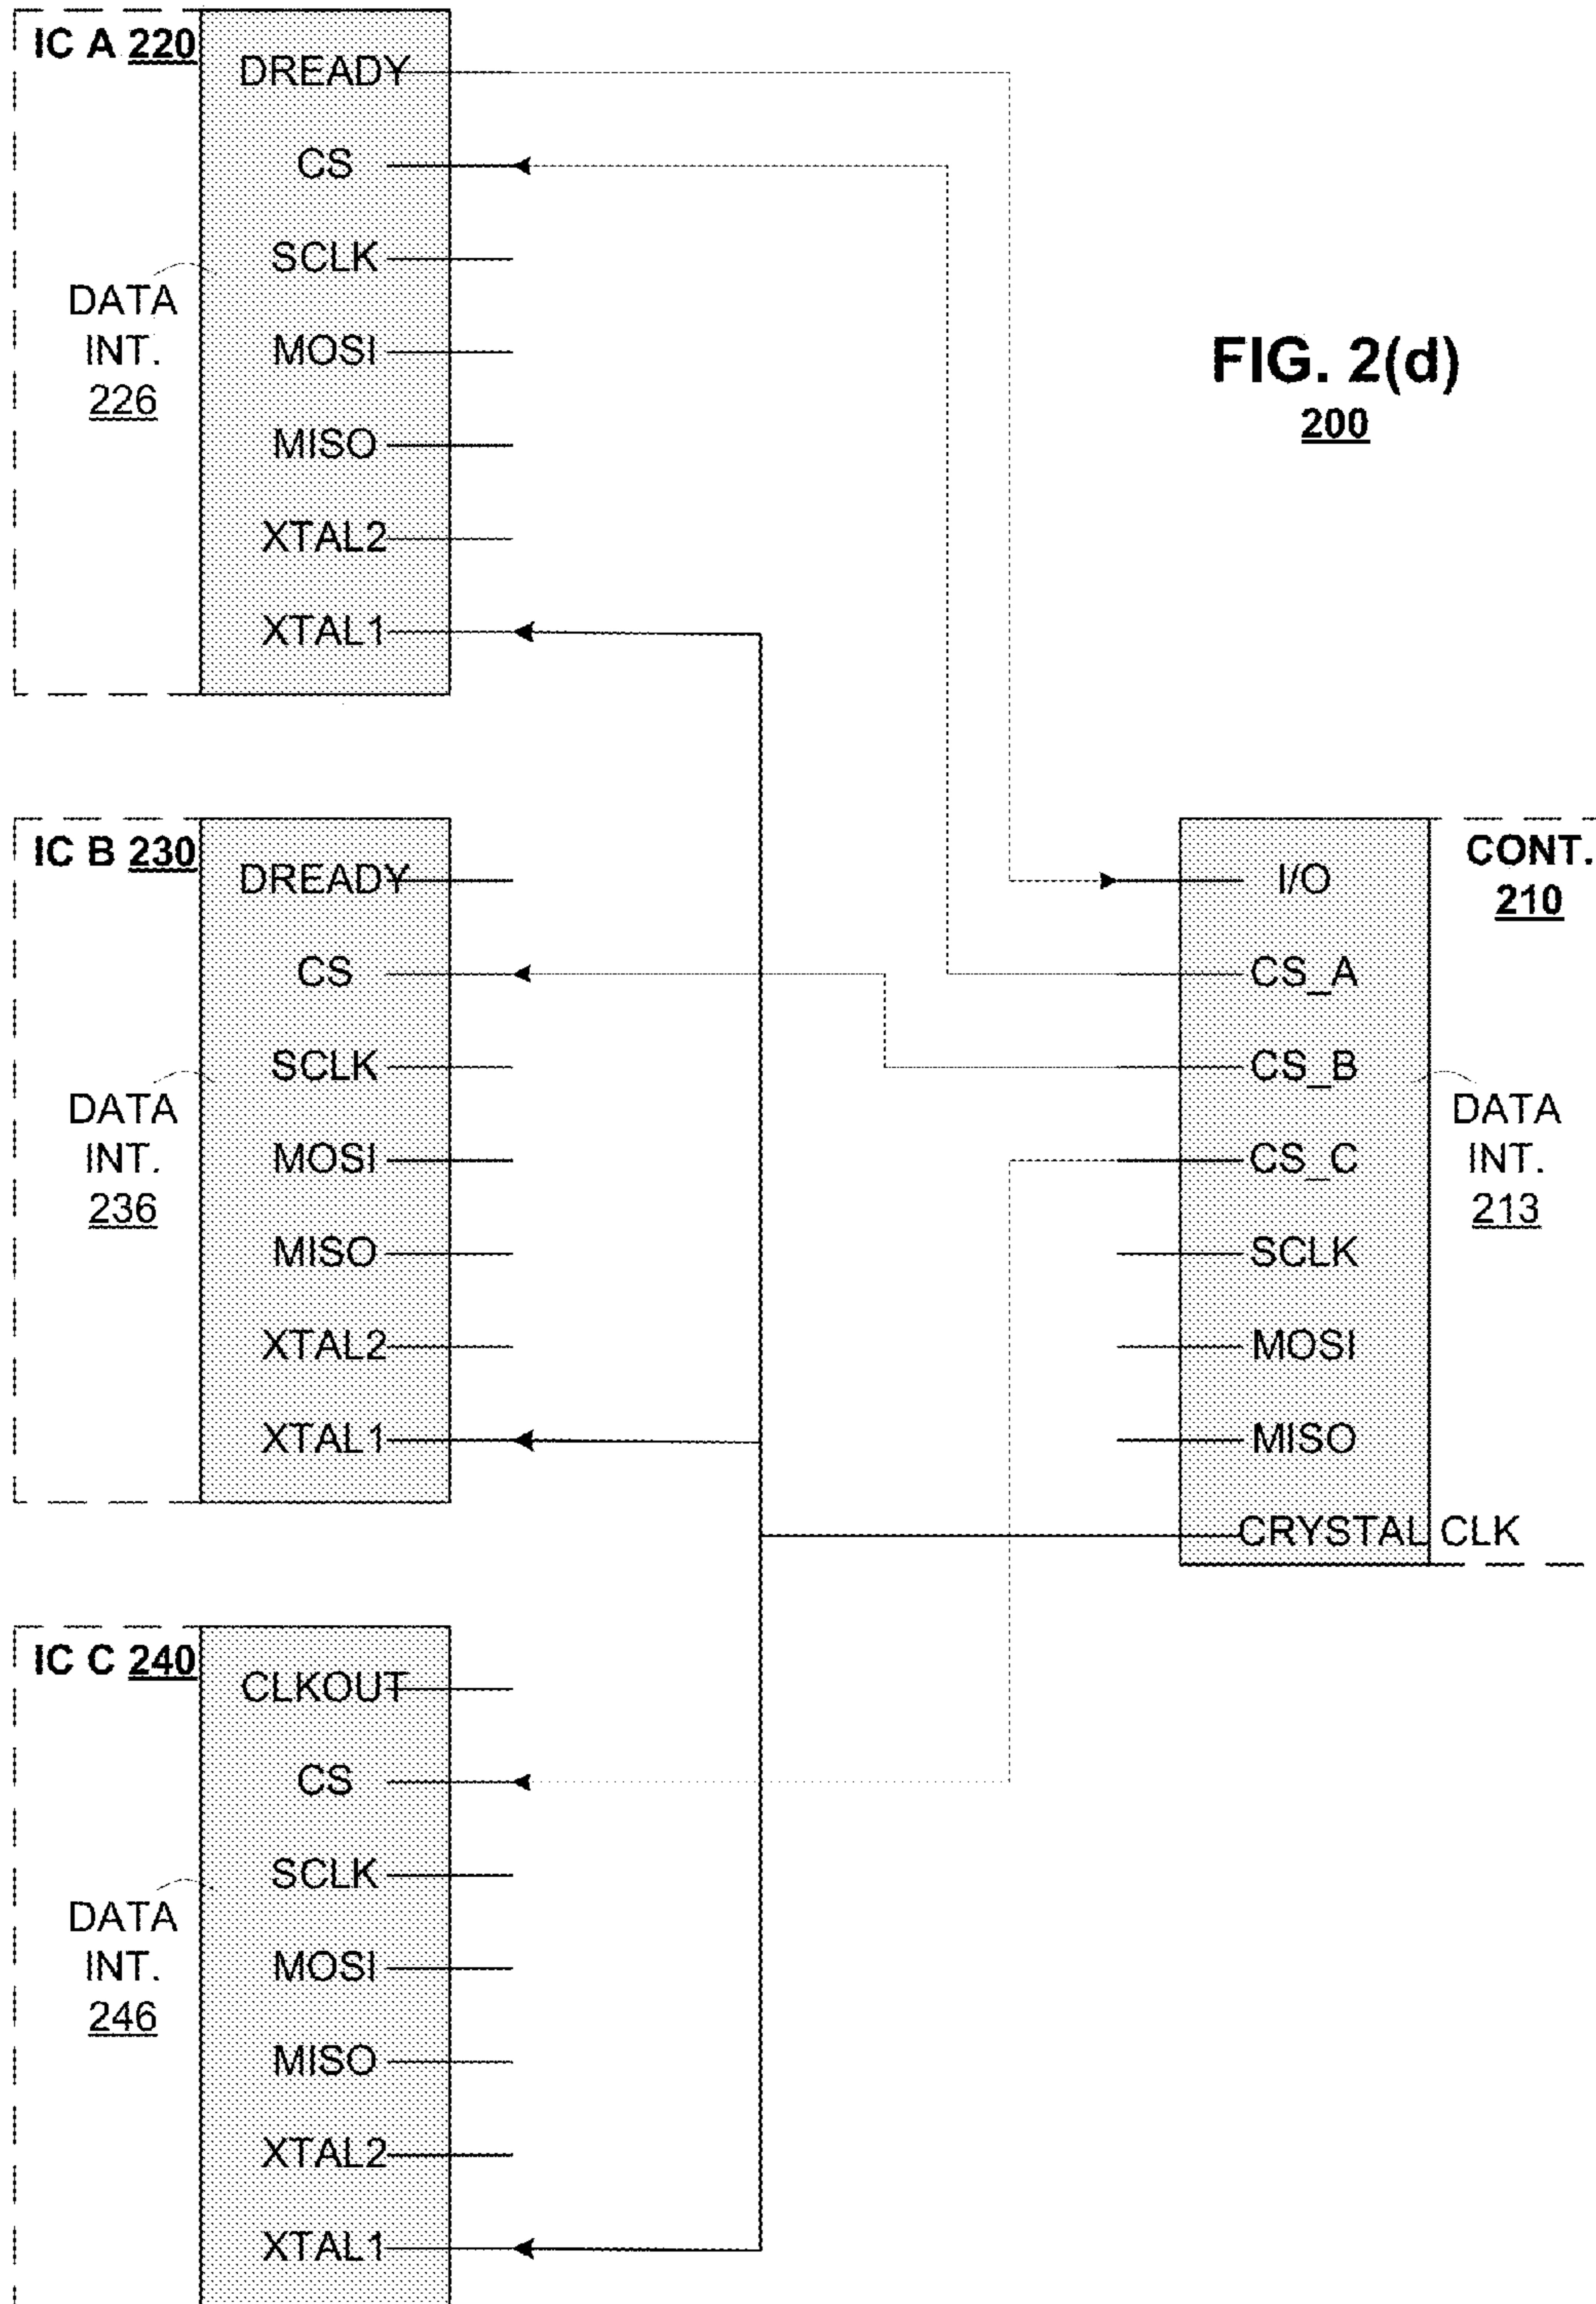 IC A 220
DREADY
CS
SCLK
DATA
INT.
226
MOSI
MISO
XTAL2
XTAL1
FIG. 2(d)
200
IC B 230
DREADY
CS
SCLK
DATA
INT.
236
MOSI
MISO
XTAL2
XTAL1
CONT.
210
I/O
CS_A
CS_B
CS_C
DATA
INT.
213
SCLK
MOSI
MISO
CRYSTAL CLK
IC C 240
CLKOUT
CS
SCLK
DATA
INT.
246
MOSI
MISO
XTAL2
XTAL1